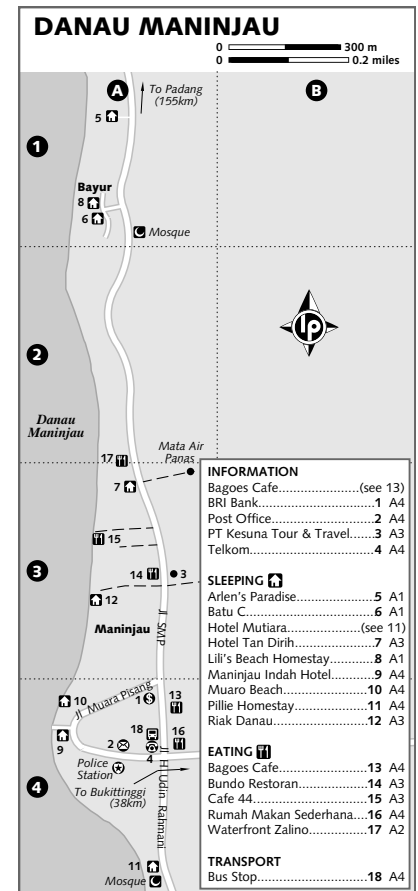 DANAU MANINJAU
0 300 m
0 0.2 miles
A
B
To Padang
(155km)
5
1
Bayur
8
6
Mosque
lp
2
Danau
Maninjau
Mata Air
Panas
17
7
15
3
14
3
12
Maninjau
Jl SMP
10
Jl Muara Pisang
1
13
9
18
16
2
4
Police
Station
To Bukittinggi
(38km)
Jl H Udin Rahmani
4
11
Mosque
INFORMATION
Bagoes Cafe......................(see 13)
BRI Bank.................................1 A4
Post Office..............................2 A4
PT Kesuna Tour & Travel......3 A3
Telkom....................................4 A4
SLEEPING
Arlen's Paradise.....................5 A1
Batu C....................................6 A1
Hotel Mutiara....................(see 11)
Hotel Tan Dirih......................7 A3
Lili's Beach Homestay...........8 A1
Maninjau Indah Hotel...........9 A4
Muaro Beach.......................10 A4
Pillie Homestay....................11 A4
Riak Danau..........................12 A3
EATING
Bagoes Cafe........................13 A4
Bundo Restoran...................14 A3
Cafe 44................................15 A3
Rumah Makan Sederhana....16 A4
Waterfront Zalino.................17 A2
TRANSPORT
Bus Stop..............................18 A4